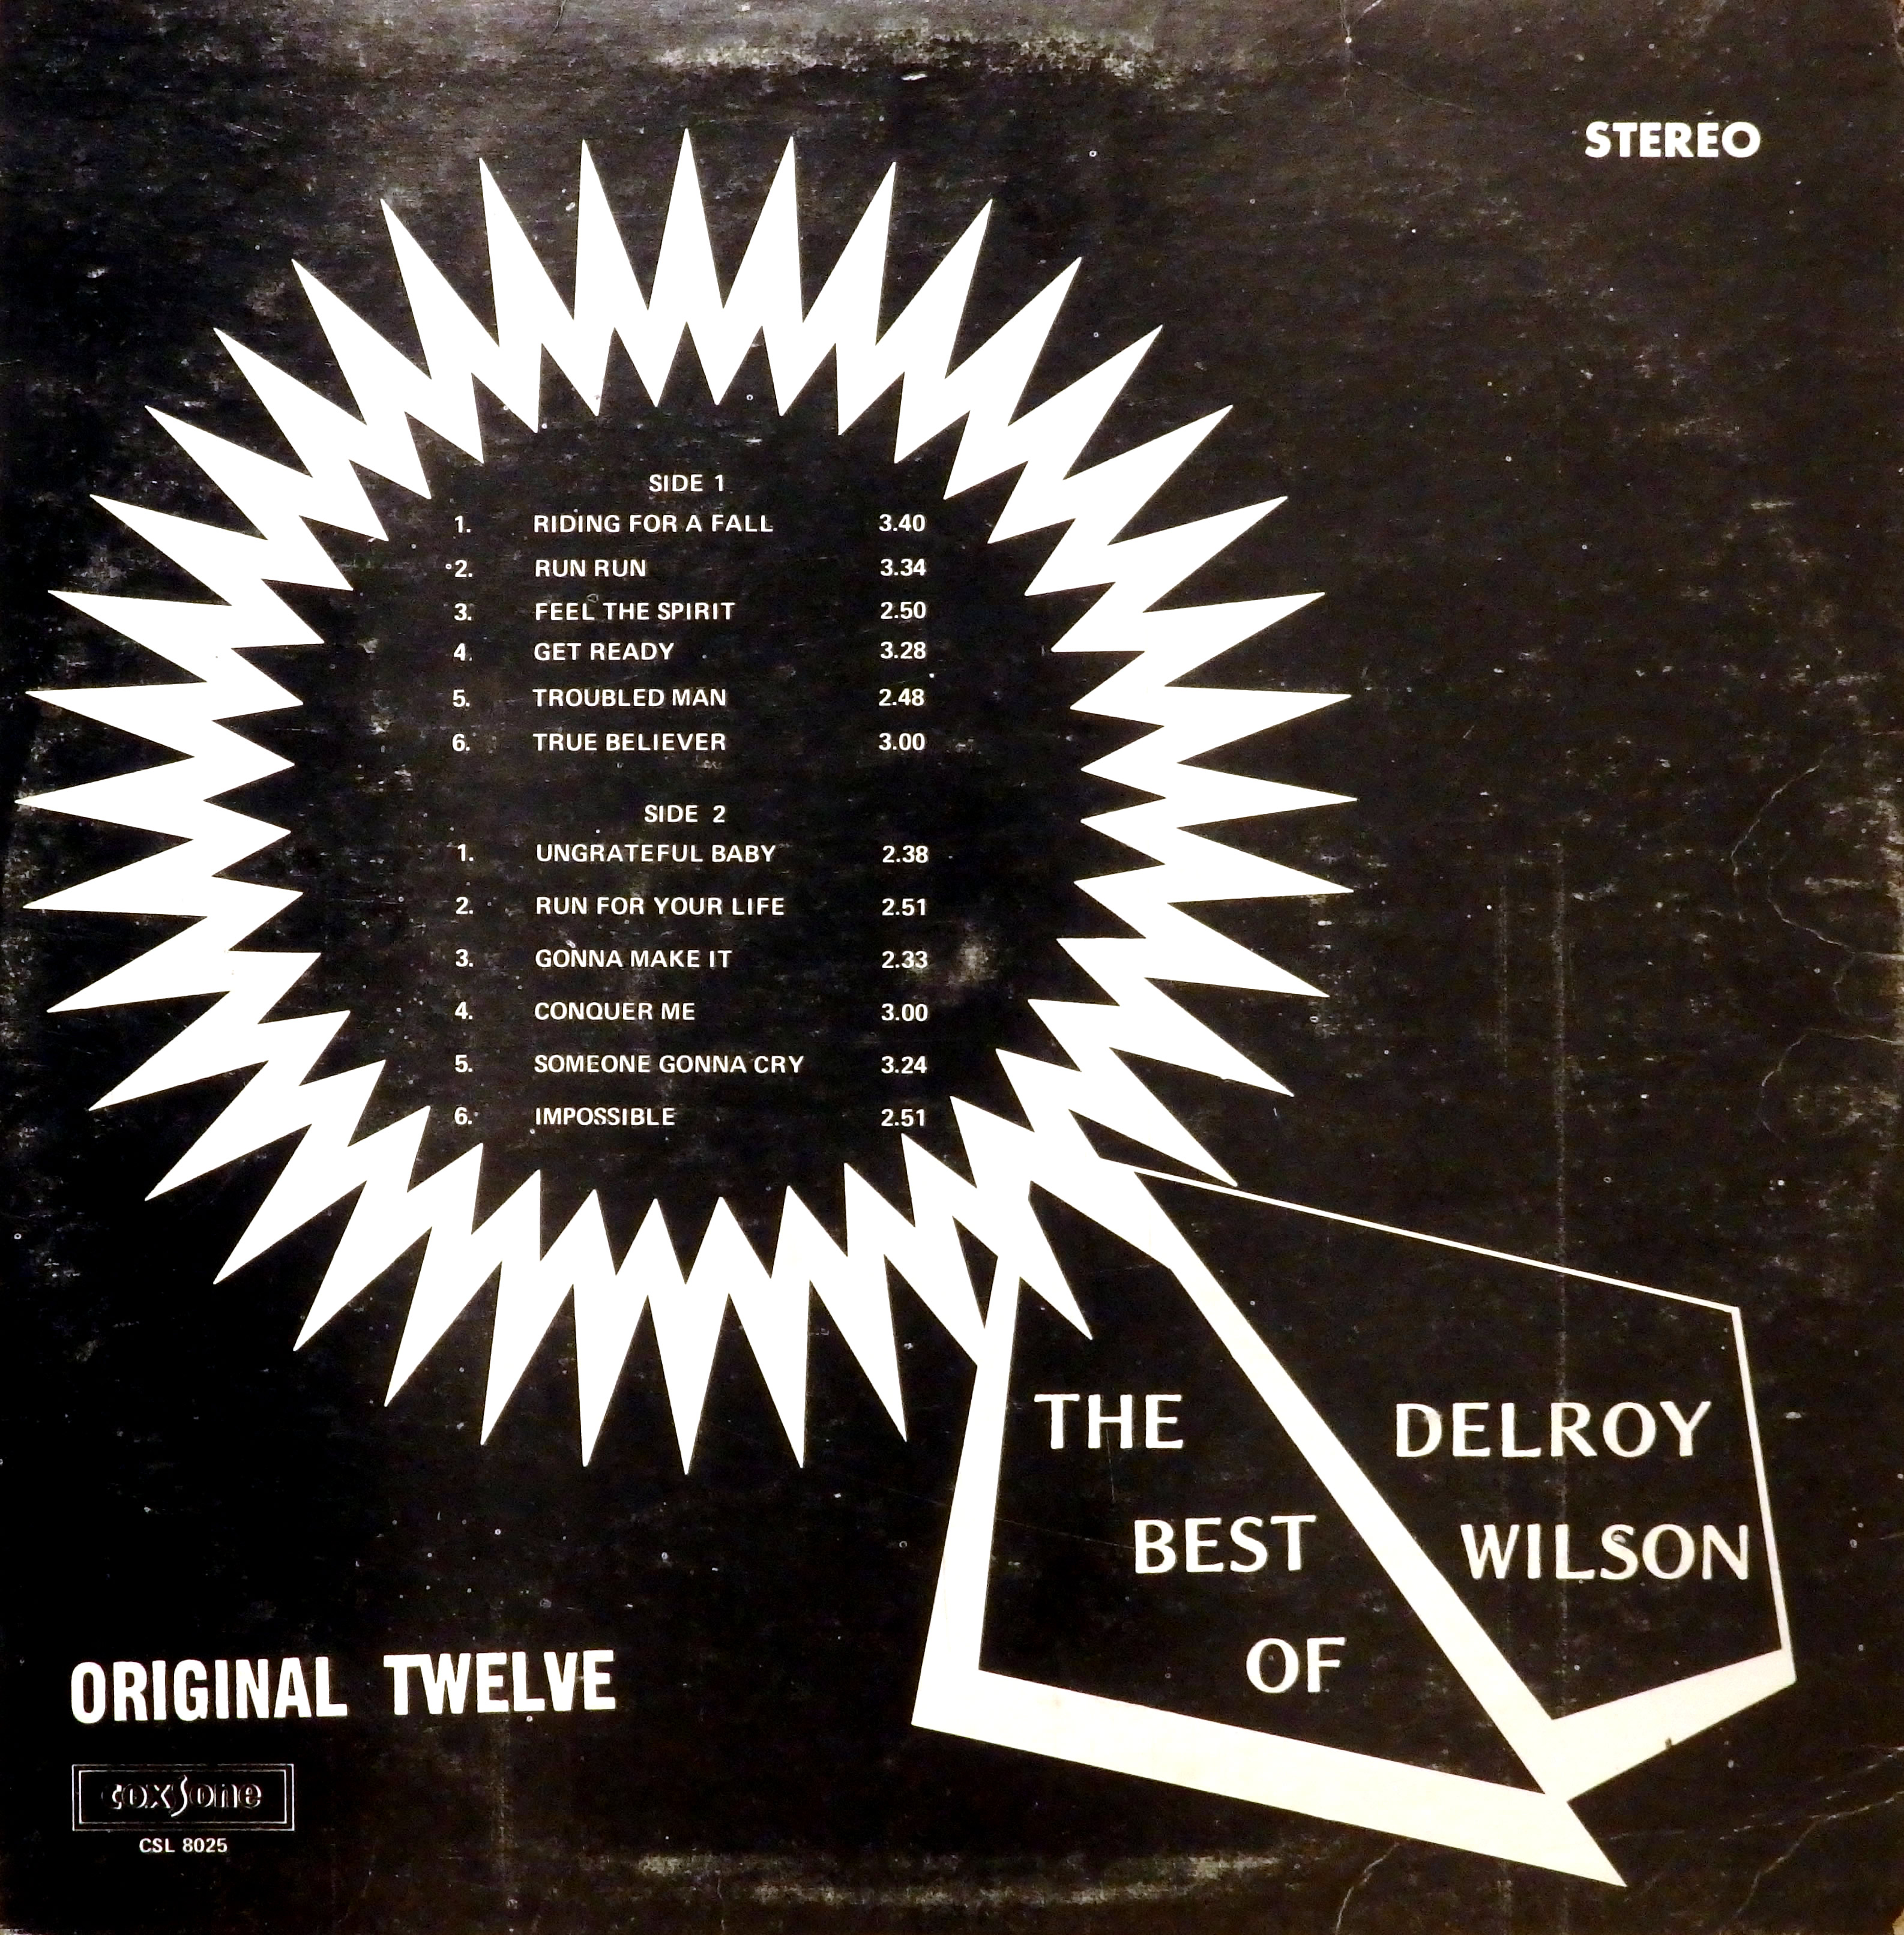 STEREO
SIDE 1
1. RIDING FOR A FALL 3.40
2. RUN RUN 3.34
3. FEEL THE SPIRIT 2.50
4. GET READY 3.28
5. TROUBLED MAN 2.48
6. TRUE BELIEVER 3.00
SIDE 2
1. UNGRATEFUL BABY 2.38
2. RUN FOR YOUR LIFE 2.51
3. GONNA MAKE IT 2.33
4. CONQUER ME 3.00
5. SOMEONE GONNA CRY 3.24
6. IMPOSSIBLE 2.51
THE
BEST
OF
DELROY
WILSON
ORIGINAL TWELVE
coxsone
CSL 8025